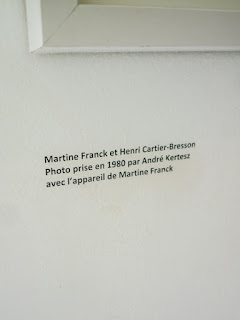 Martine Franck et Henri Cartier-Bresson
Photo prise en 1980 par André Kertesz
avec l'appareil de Martine Franck